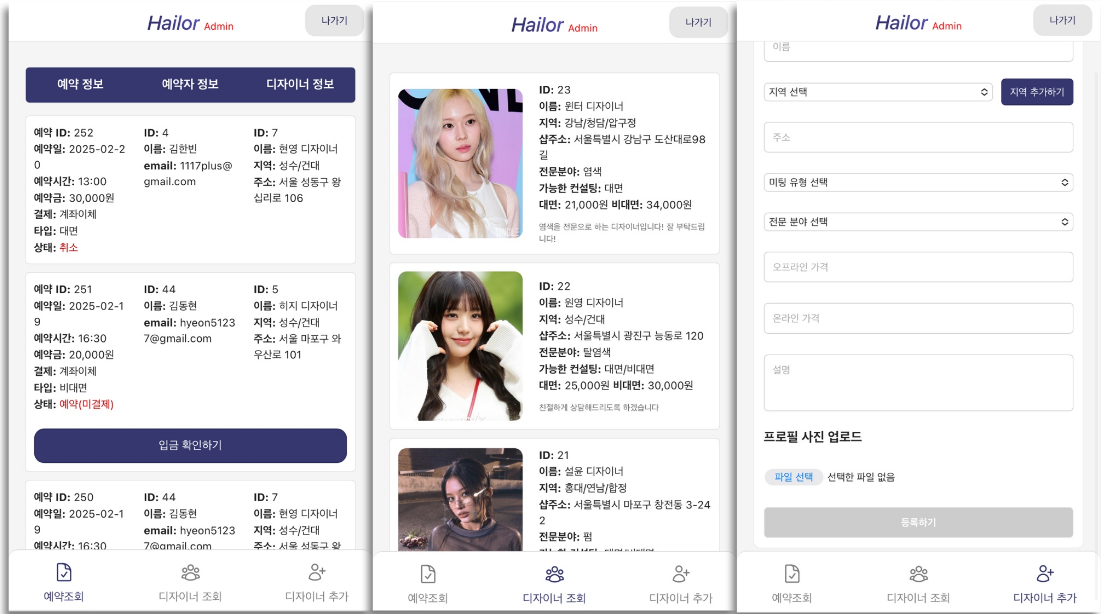 Hailor Admin
나가기
예약 정보
예약자 정보
디자이너 정보
예약 ID: 252
예약일: 2025-02-2
0
예약시간: 13:00
예약금: 30,000원
결제: 계좌이체
타입: 대면
상태: 취소
ID: 4
이름: 김한빈
email: 1117plus@
gmail.com
ID: 7
이름: 현영 디자이너
지역: 성수/건대
주소: 서울 성동구 왕
십리로 106
예약 ID: 251
예약일: 2025-02-1
9
예약시간: 16:30
예약금: 20,000원
결제: 계좌이체
타입: 비대면
상태: 예약(미결제)
ID: 44
이름: 김동현
email: hyeon5123
7@gmail.com
ID: 5
이름: 히지 디자이너
지역: 성수/건대
주소: 서울 마포구 와
우산로 101
입금 확인하기
예약 ID: 250
예약일: 2025-02-1
9
예약시간: 16:30
ID: 44
이름: 김동현
email: hyeon5123
7@gmail.com
ID: 7
이름: 현영 디자이너
지역: 성수/건대
주소: 서울 성동구 왕
예약조회
디자이너 조회
디자이너 추가
Hailor Admin
나가기
ID: 23
이름: 윈터 디자이너
지역: 강남/청담/압구정
샵주소: 서울특별시 강남구 도산대로98
길
전문분야: 염색
가능한 컨설팅: 대면
대면: 21,000원 비대면: 34,000원
염색을 전문으로 하는 디자이너입니다! 잘 부탁드립
니다!
ID: 22
이름: 원영 디자이너
지역: 성수/건대
샵주소: 서울특별시 광진구 능동로 120
전문분야: 탈염색
가능한 컨설팅: 대면/비대면
대면: 25,000원 비대면: 30,000원
친절하게 상담해드리도록 하겠습니다
ID: 21
이름: 설윤 디자이너
지역: 홍대/연남/합정
샵주소: 서울특별시 마포구 창전동 3-24
2
전문분야: 펌
가능한 컨설팅: 대면/비대면
예약조회
디자이너 조회
디자이너 추가
Hailor Admin
나가기
이름
지역 선택
지역 추가하기
주소
미팅 유형 선택
전문 분야 선택
오프라인 가격
온라인 가격
설명
프로필 사진 업로드
파일 선택 선택한 파일 없음
등록하기
예약조회
디자이너 조회
디자이너 추가